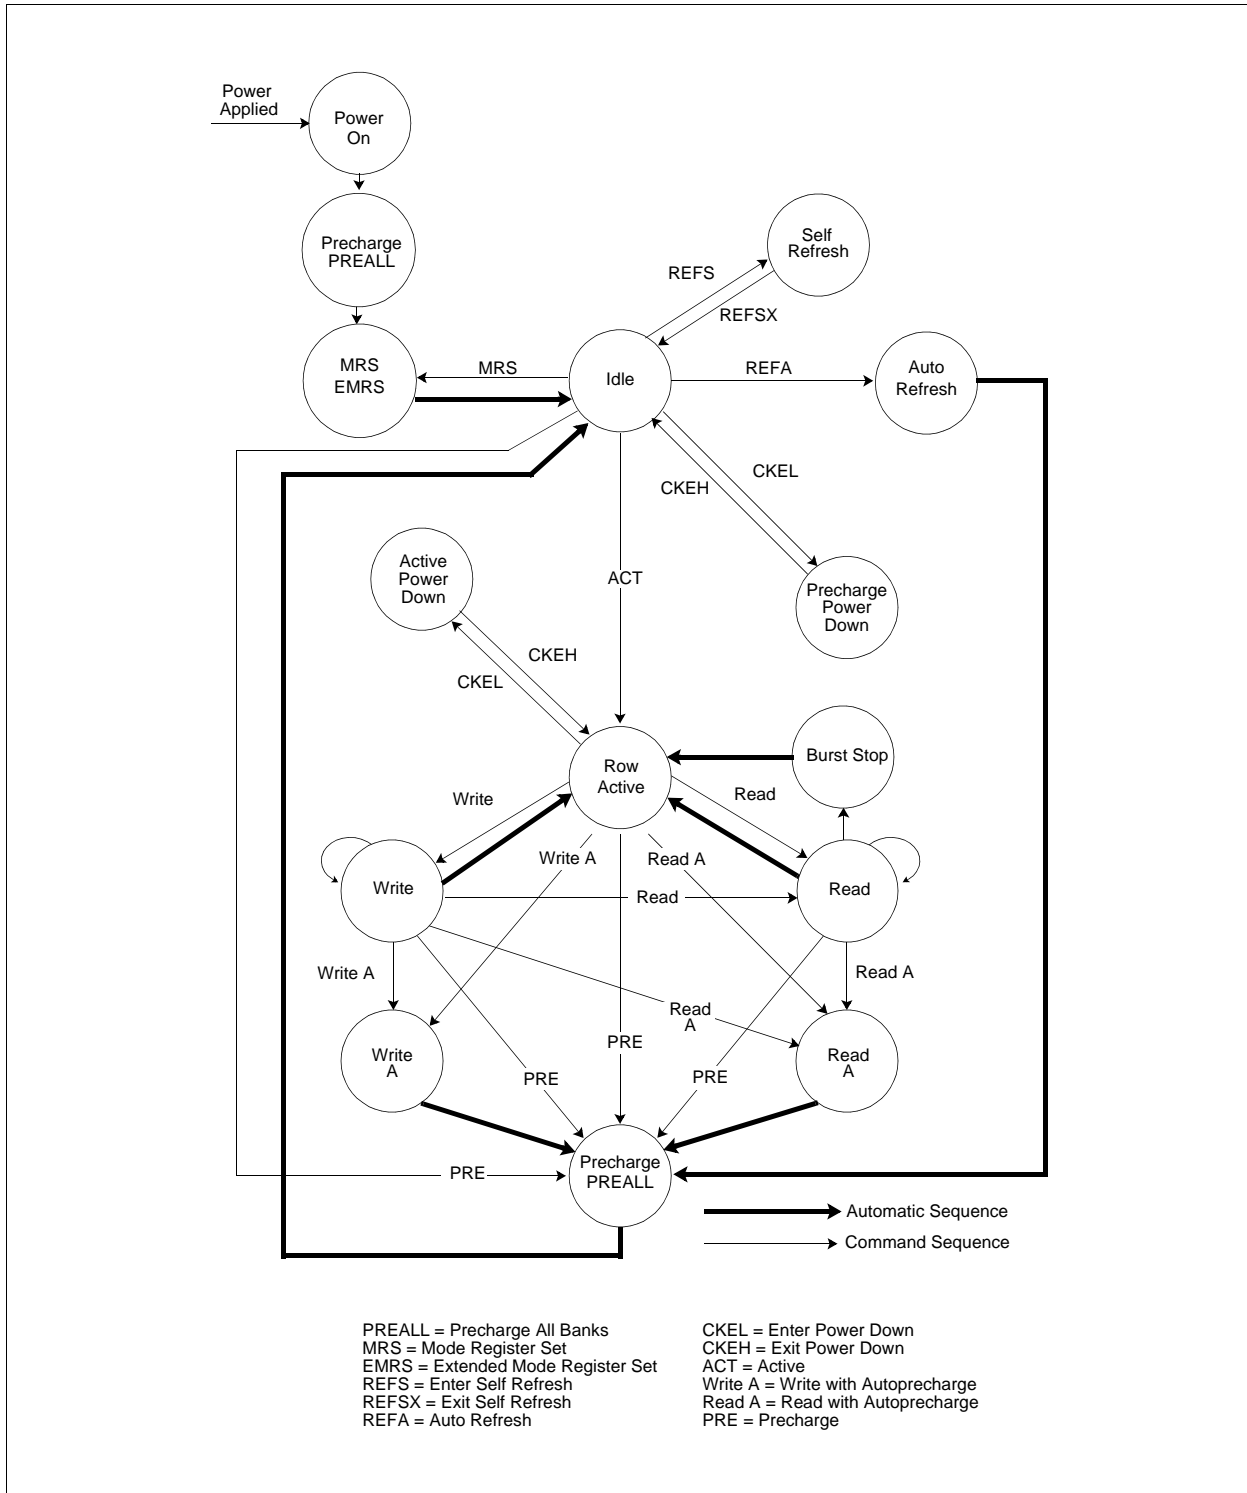 Power
Applied
Power
On
Precharge
PREALL
Self
Refresh
REFS
REFSX
MRS
EMRS
MRS
Idle
REFA
Auto
Refresh
CKEL
CKEH
Active
Power
Down
ACT
Precharge
Power
Down
CKEH
CKEL
Row
Active
Burst Stop
Write
Read
Write A
Read A
Write
Read
Read
Write A
Read A
Read
A
Write
A
PRE
Read
A
PRE
PRE
Precharge
PREALL
PRE
Automatic Sequence
Command Sequence
PREALL = Precharge All Banks
MRS = Mode Register Set
EMRS = Extended Mode Register Set
REFS = Enter Self Refresh
REFSX = Exit Self Refresh
REFA = Auto Refresh
CKEL = Enter Power Down
CKEH = Exit Power Down
ACT = Active
Write A = Write with Autoprecharge
Read A = Read with Autoprecharge
PRE = Precharge